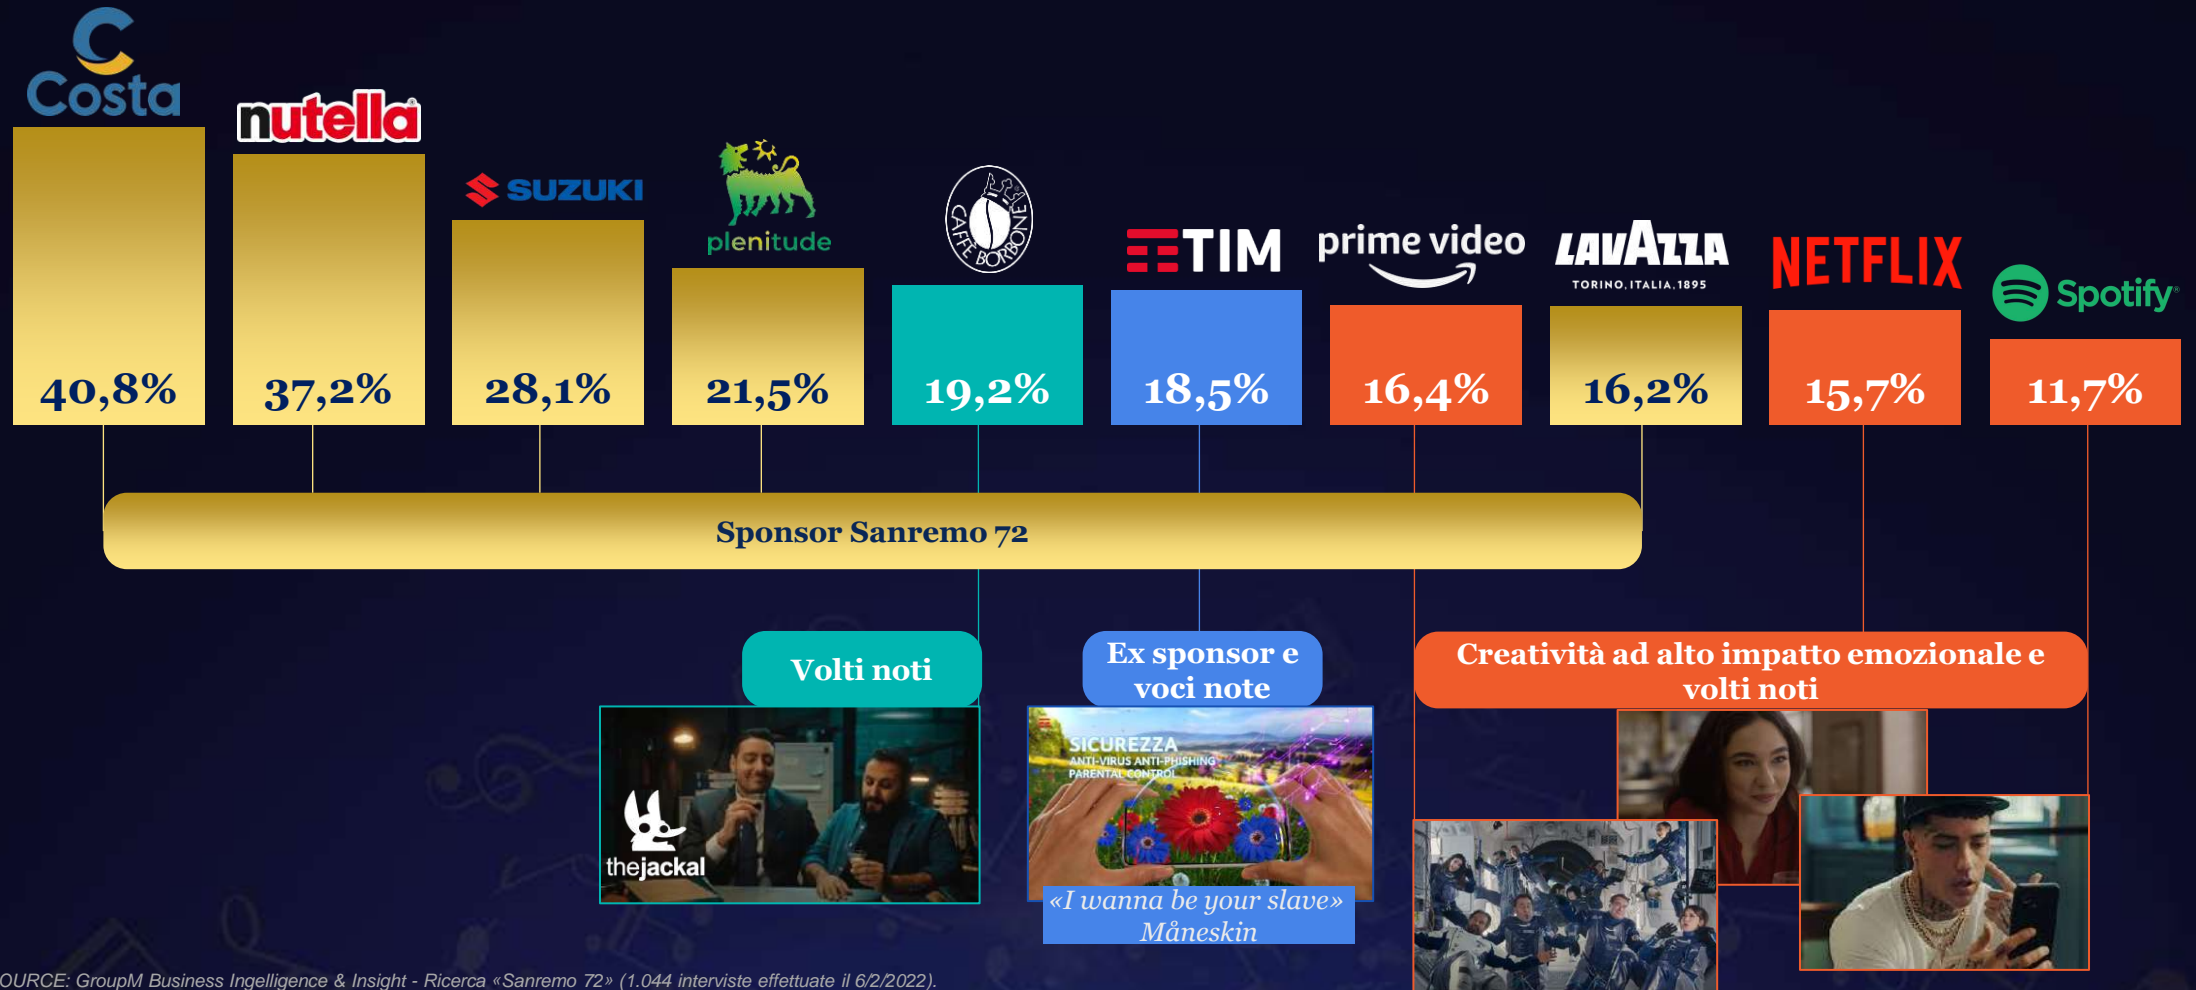 Costa
nutella
SUZUKI
plenitude
CAFFÈ BORBONE
TIM
prime video
LAVAZZA
TORINO, ITALIA, 1895
NETFLIX
Spotify
40,8%
37,2%
28,1%
21,5%
19,2%
18,5%
16,4%
16,2%
15,7%
11,7%
Sponsor Sanremo 72
Volti noti
Ex sponsor e
voci note
Creatività ad alto impatto emozionale e
volti noti
thejackal
SICUREZZA
ANTI-VIRUS ANTI-PHISHING
PARENTAL CONTROL
«I wanna be your slave»
Måneskin
OURCE: GroupM Business Ingelligence & Insight - Ricerca «Sanremo 72» (1.044 interviste effettuate il 6/2/2022).